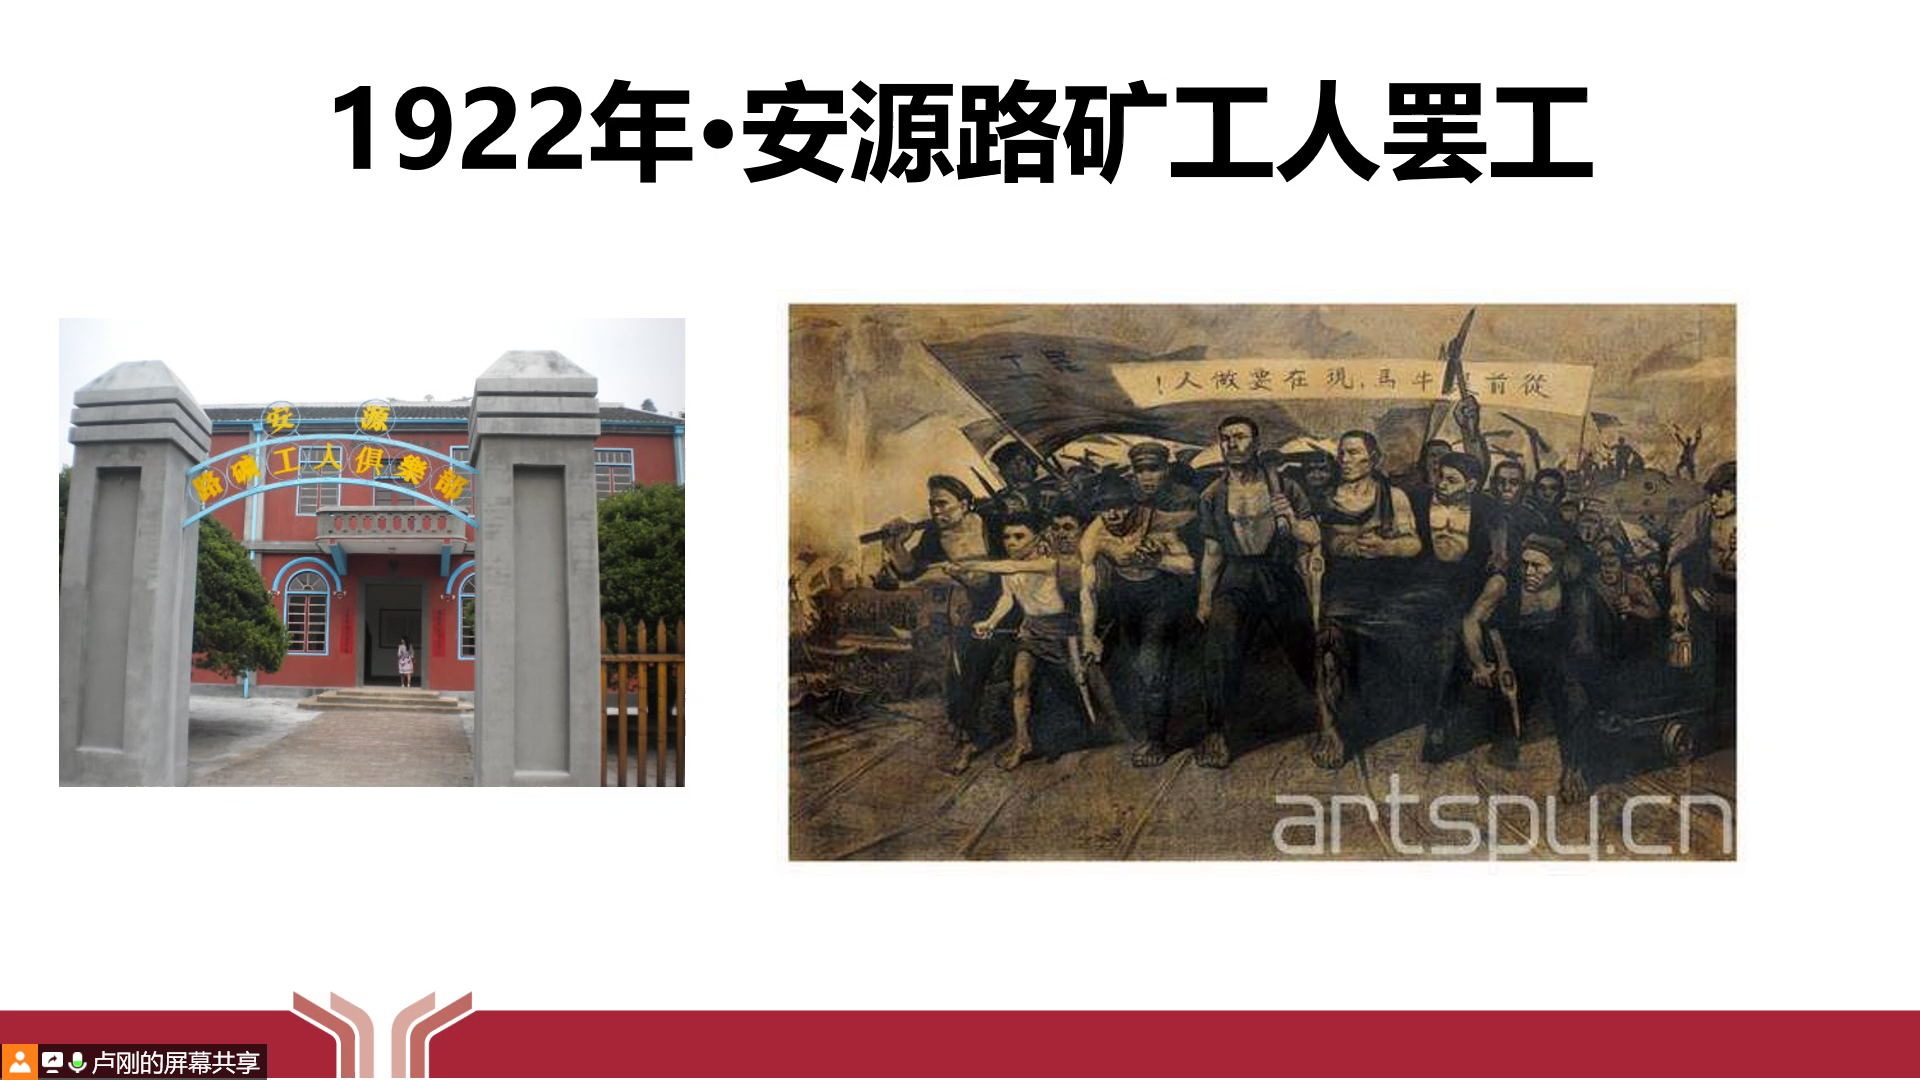 1922年·安源路矿工人罢工
安源
路礦工人俱樂部
從前是牛馬,現在要做人!
artspy.cn
卢刚的屏幕共享